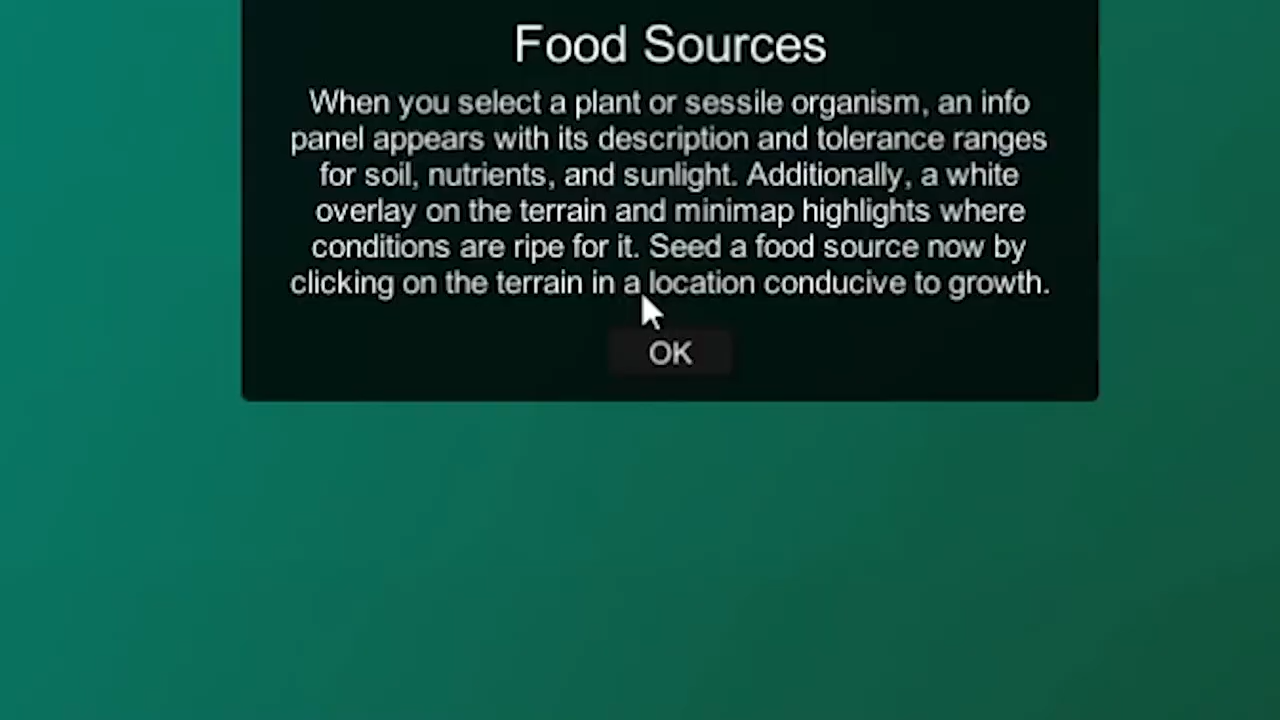 Food Sources
When you select a plant or sessile organism, an info
panel appears with its description and tolerance ranges
for soil, nutrients, and sunlight. Additionally, a white
overlay on the terrain and minimap highlights where
conditions are ripe for it. Seed a food source now by
clicking on the terrain in a location conducive to growth.
OK